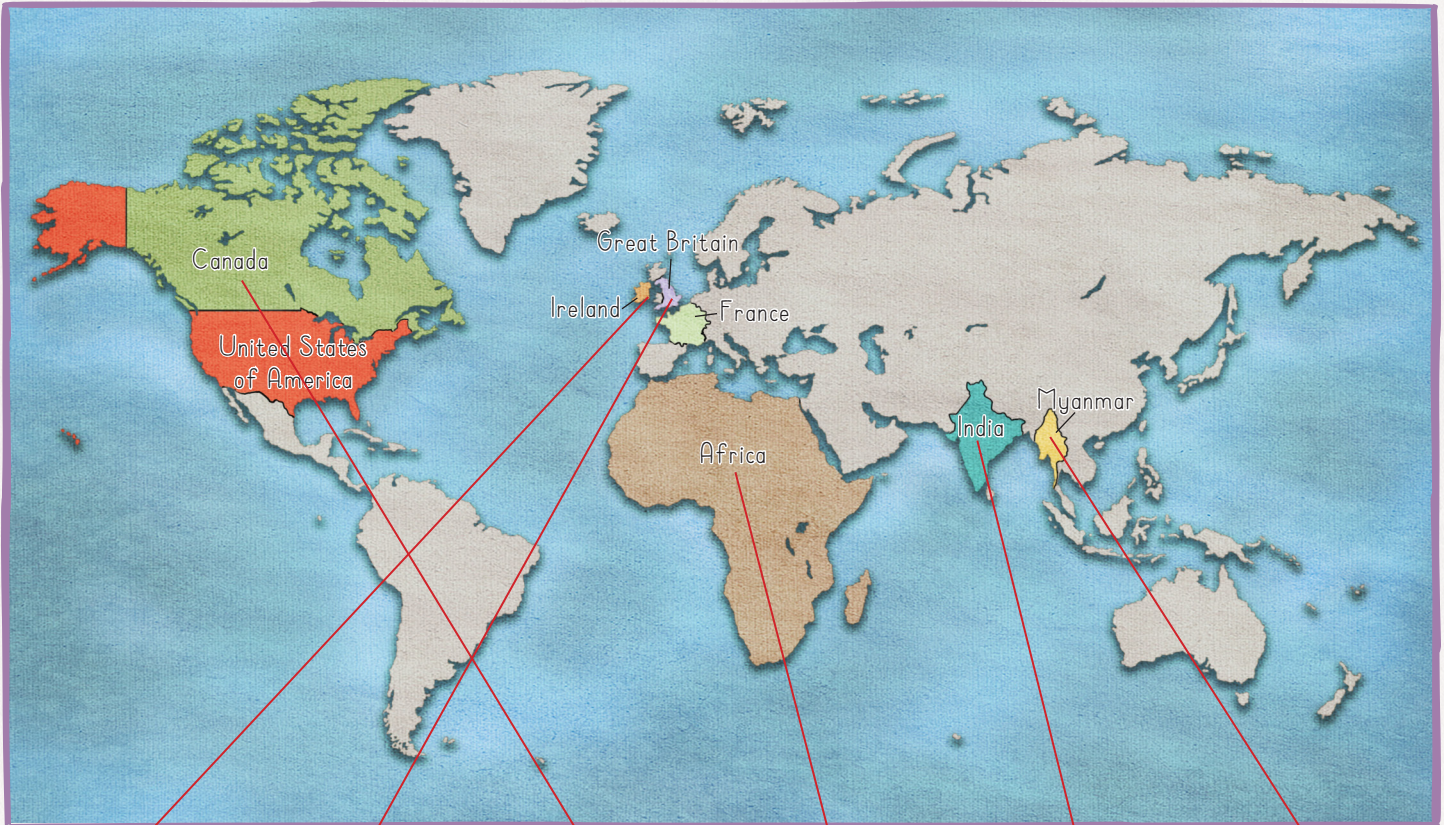 Great Britain
Canada
Ireland
France
United States
of America
Myanmar
India
Africa